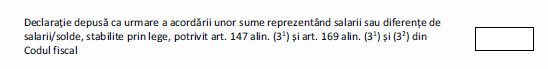 Declarație depusă ca urmare a acordării unor sume reprezentând salarii sau diferențe de
salarii/solde, stabilite prin lege, potrivit art. 147 alin. (3¹) și art. 169 alin. (3¹) și (3²) din
Codul fiscal